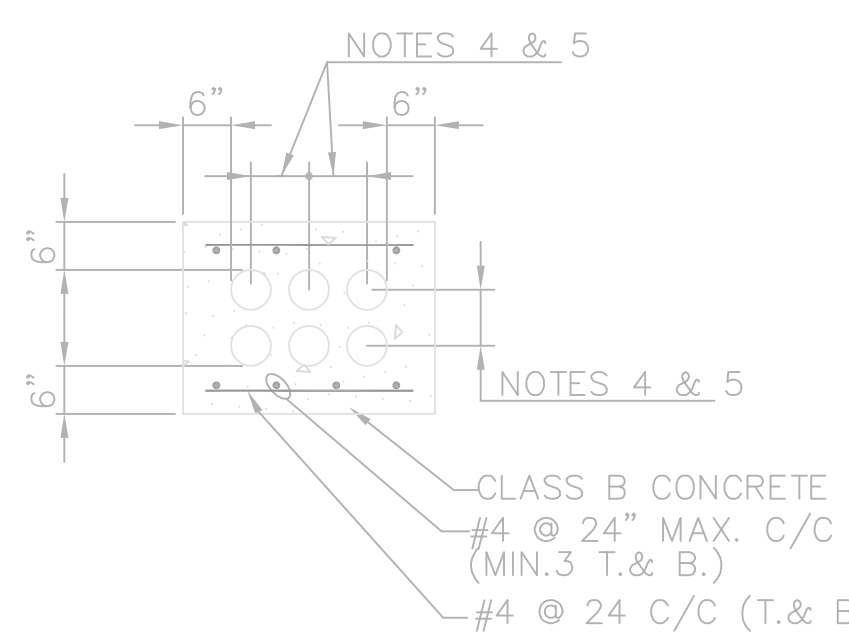 NOTES 4 & 5
6”
6”
6”
6”
NOTES 4 & 5
CLASS B CONCRETE
#4 @ 24” MAX. C/C
(MIN.3 T.& B.)
#4 @ 24 C/C (T.& B